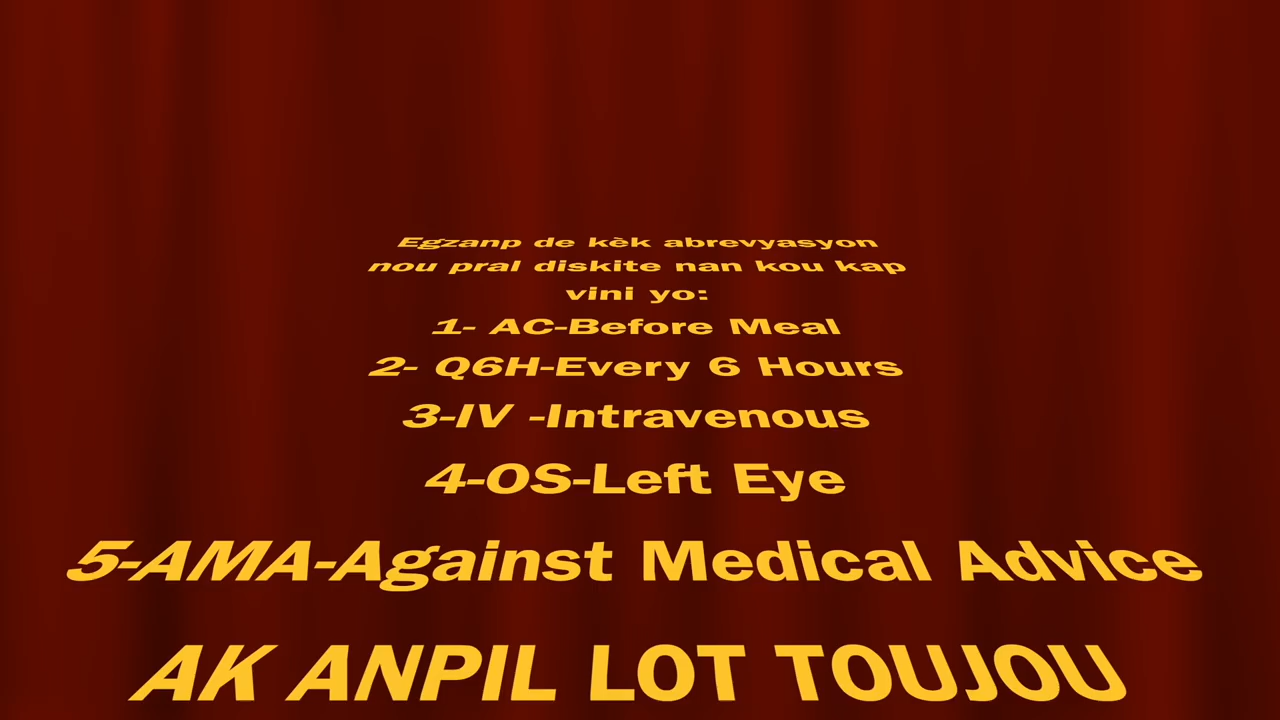 Egzanp de kèk abrevyasyon
nou pral diskite nan kou kap
vini yo:
1- AC-Before Meal
2- Q6H-Every 6 Hours
3-IV -Intravenous
4-OS-Left Eye
5-AMA-Against Medical Advice
AK ANPIL LOT TOUJOU